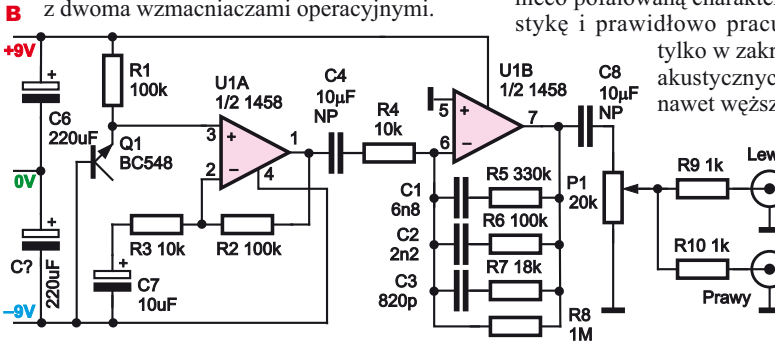 B
z dwoma wzmacniaczami operacyjnymi.
nieco pofalowaną charakter
stykę i prawidłowo pracu
tylko w zakr
akustycznych
nawet węższ
+9V
R1
100k
U1A
1/2 1458
C4
10μF
NP
R4
10k
U1B
1/2 1458
C8
10μF
NP
C6
220uF
Q1
BC548
3
+
2
−
1
4
5
+
6
−
7
0V
C?
220uF
+
+
+
R3 10k
R2 100k
C7
10uF
C1
6n8
R5 330k
C2
2n2
R6 100k
C3
820p
R7 18k
R8
1M
P1
20k
R9 1k
Lew
R10 1k
Prawy
−9V